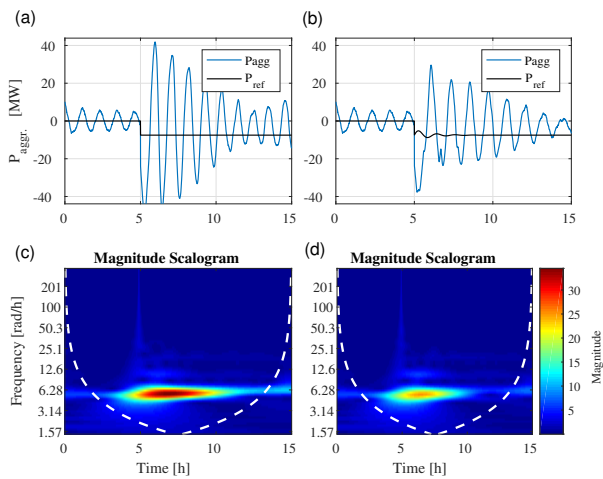 (a)
(b)
P_aggr. [MW]
40
20
0
-20
-40
Pagg
P_ref
0 5 10 15
40
20
0
-20
-40
Pagg
P_ref
0 5 10 15
(c)
(d)
Magnitude Scalogram
Magnitude Scalogram
Frequency [rad/h]
201
100
50.3
25.1
12.6
6.28
3.14
1.57
0 5 10 15
Time [h]
201
100
50.3
25.1
12.6
6.28
3.14
1.57
0 5 10 15
Time [h]
30
25
20
15
10
5
Magnitude